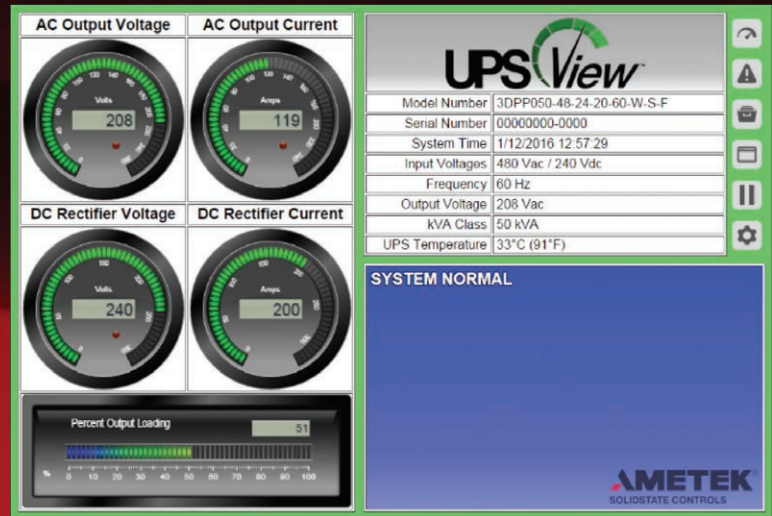 AC Output Voltage
AC Output Current
Volts
208
Amps
119
DC Rectifier Voltage
DC Rectifier Current
Volts
240
Amps
200
Percent Output Loading
51
%
0 10 20 30 40 50 60 70 80 90 100
UPSView
Model Number 3DPP050-48-24-20-60-W-S-F
Serial Number 00000000-0000
System Time 1/12/2016 12:57:29
Input Voltages 480 Vac / 240 Vdc
Frequency 60 Hz
Output Voltage 208 Vac
kVA Class 50 kVA
UPS Temperature 33°C (91°F)
SYSTEM NORMAL
AMETEK®
SOLIDSTATE CONTROLS